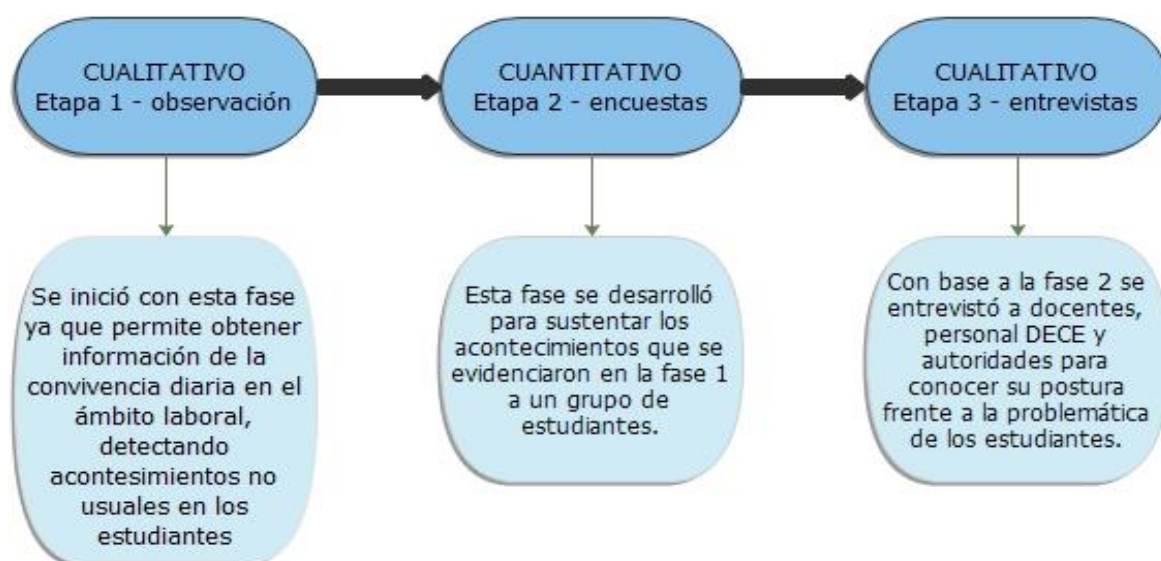 CUALITATIVO
Etapa 1 - observación
CUANTITATIVO
Etapa 2 - encuestas
CUALITATIVO
Etapa 3 - entrevistas
Se inició con esta fase
ya que permite obtener
información de la
convivencia diaria en el
ámbito laboral,
detectando
acontesimientos no
usuales en los
estudiantes
Esta fase se desarrolló
para sustentar los
acontecimientos que se
evidenciaron en la fase 1
a un grupo de
estudiantes.
Con base a la fase 2 se
entrevistó a docentes,
personal DECE y
autoridades para
conocer su postura
frente a la problemática
de los estudiantes.